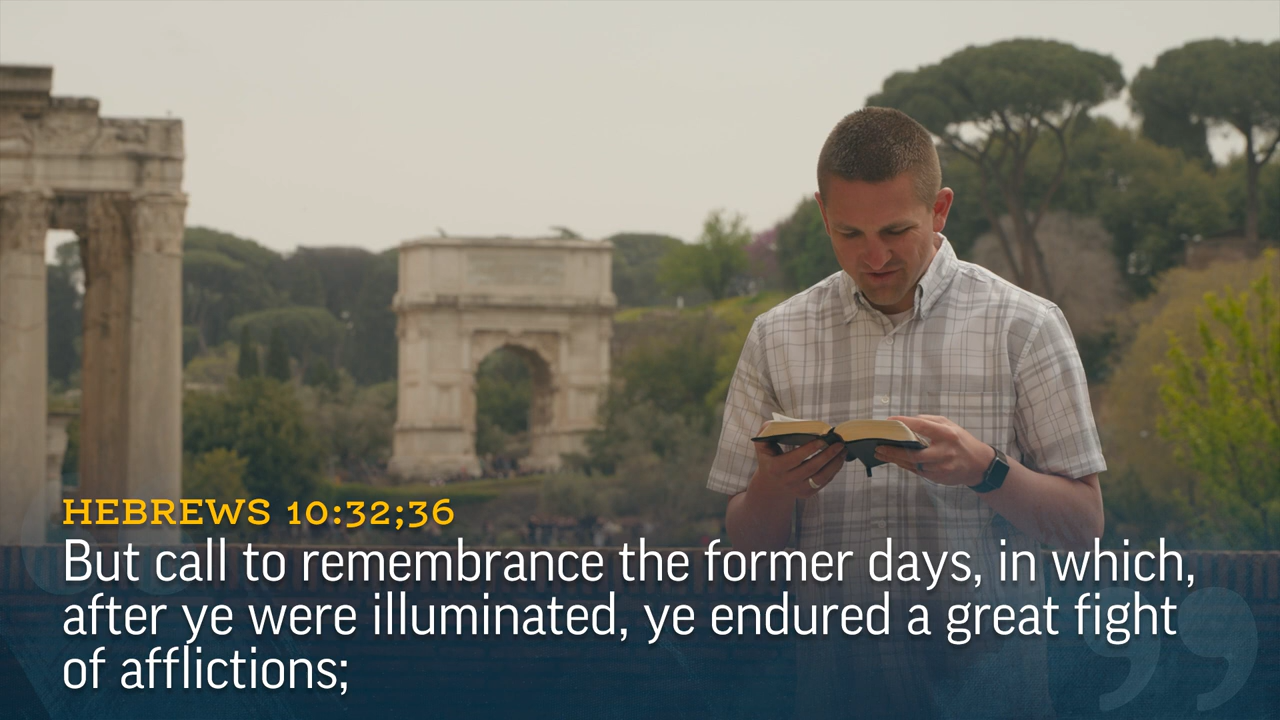 HEBREWS 10:32;36
But call to remembrance the former days, in which,
after ye were illuminated, ye endured a great fight
of afflictions;